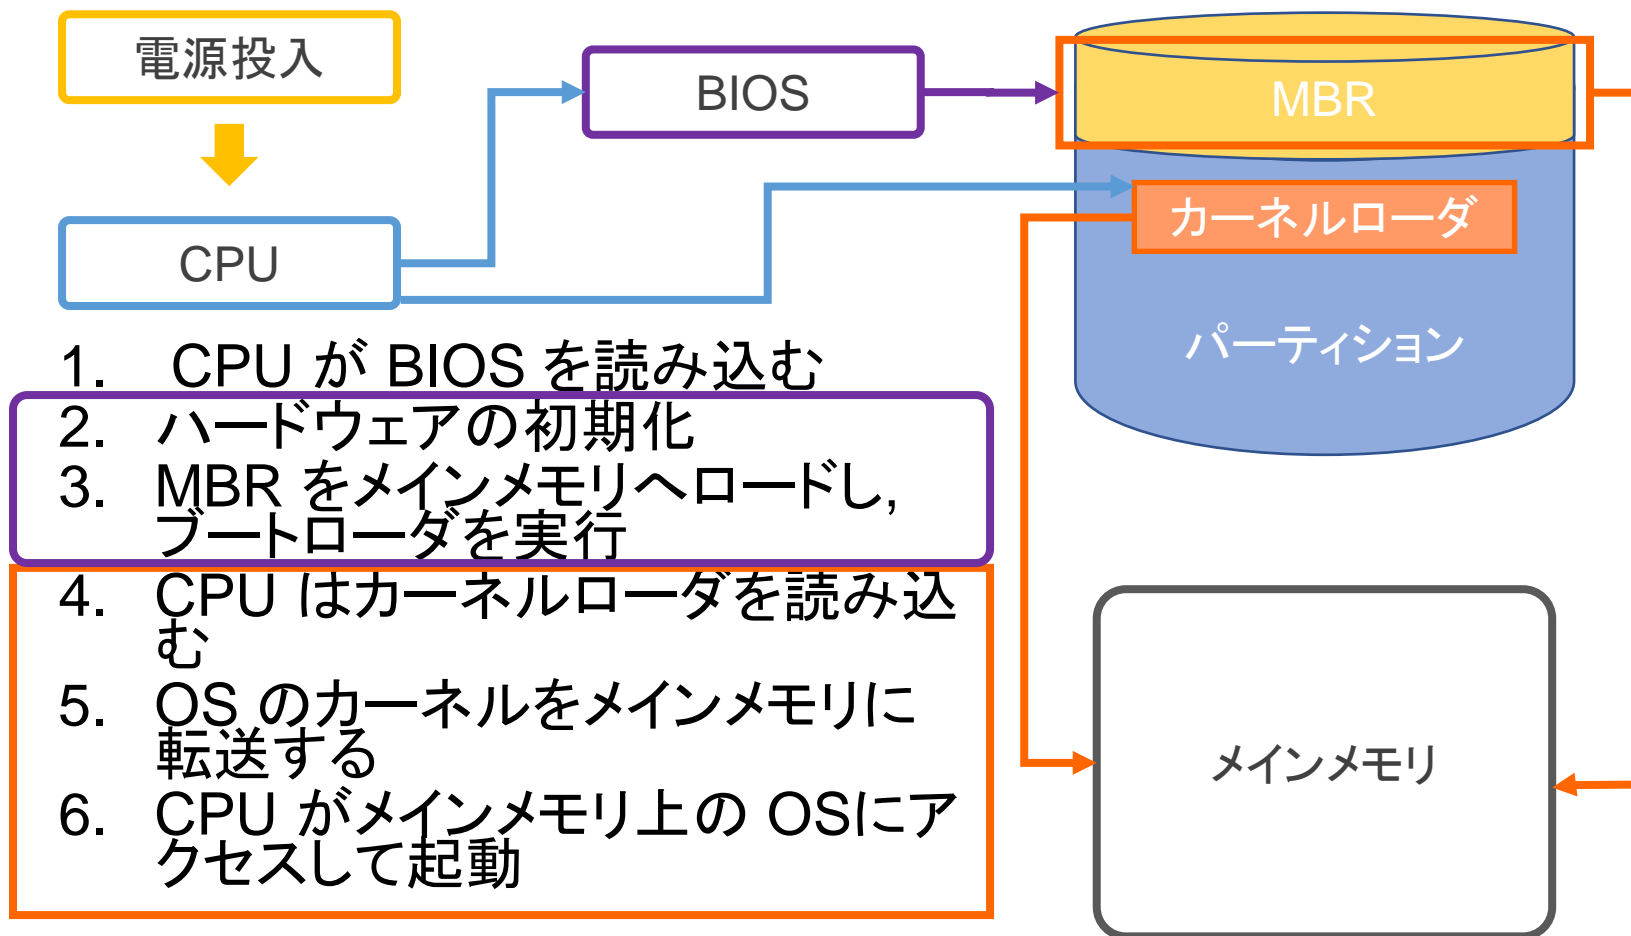 電源投入
BIOS
MBR
CPU
カーネルローダ
パーティション
1. CPU が BIOS を読み込む
2. ハードウェアの初期化
3. MBR をメインメモリへロードし,
ブートローダを実行
4. CPU はカーネルローダを読み込
む
5. OS のカーネルをメインメモリに
転送する
6. CPU がメインメモリ上の OSにア
クセスして起動
メインメモリ